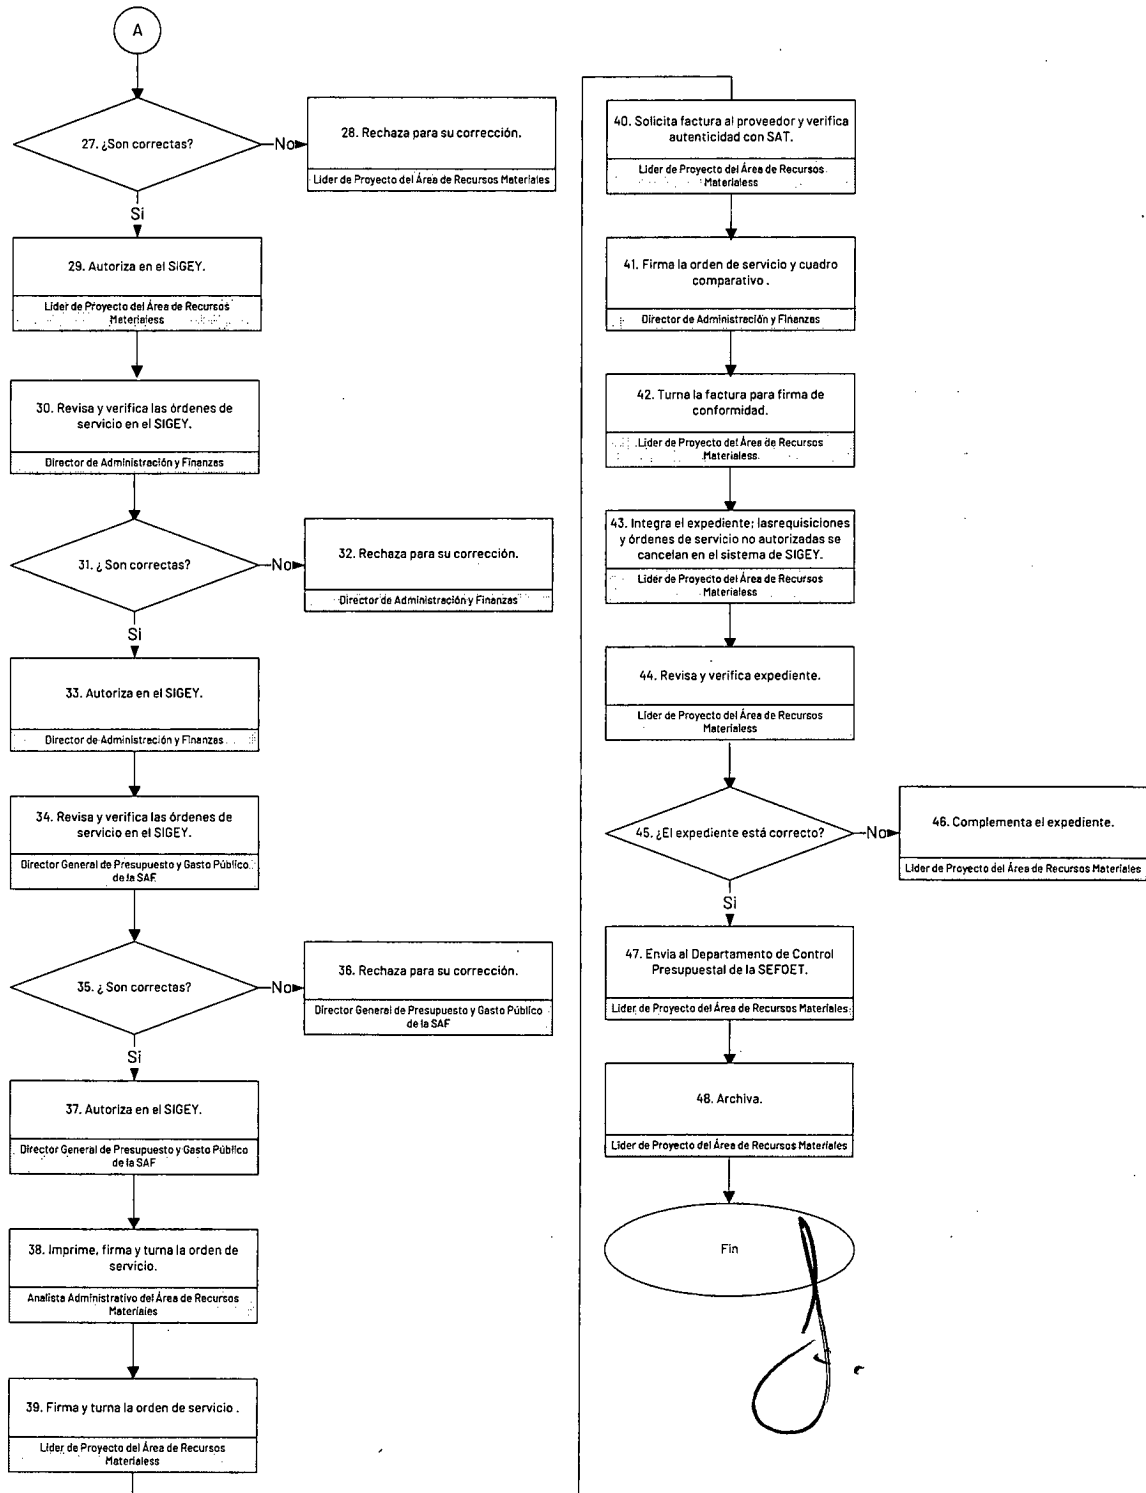 A
27. ¿Son correctas?
No
28. Rechaza para su corrección.
Líder de Proyecto del Área de Recursos Materiales
Si
29. Autoriza en el SIGEY.
Líder de Proyecto del Área de Recursos
Materialess
30. Revisa y verifica las órdenes de
servicio en el SIGEY.
Director de Administración y Finanzas
31. ¿ Son correctas?
No
32. Rechaza para su corrección.
Director de Administración y Finanzas
Si
33. Autoriza en el SIGEY.
Director de Administración y Finanzas
34. Revisa y verifica las órdenes de
servicio en el SIGEY.
Director General de Presupuesto y Gasto Público
de la SAF
35. ¿ Son correctas?
No
36. Rechaza para su corrección.
Director General de Presupuesto y Gasto Público
de la SAF
Si
37. Autoriza en el SIGEY.
Director General de Presupuesto y Gasto Público
de la SAF
38. Imprime, firma y turna la orden de
servicio.
Analista Administrativo del Área de Recursos
Materiales
39. Firma y turna la orden de servicio .
Líder de Proyecto del Área de Recursos
Materialess
40. Solicita factura al proveedor y verifica
autenticidad con SAT.
Líder de Proyecto del Área de Recursos
Materialess
41. Firma la orden de servicio y cuadro
comparativo .
Director de Administración y Finanzas
42. Turna la factura para firma de
conformidad.
Líder de Proyecto del Área de Recursos
Materialess
43. Integra el expediente; lasrequisiciones
y órdenes de servicio no autorizadas se
cancelan en el sistema de SIGEY.
Líder de Proyecto del Área de Recursos
Materialess
44. Revisa y verifica expediente.
Líder de Proyecto del Área de Recursos
Materialess
45. ¿El expediente está correcto?
No
46. Complementa el expediente.
Líder de Proyecto del Área de Recursos Materiales
Si
47. Envia al Departamento de Control
Presupuestal de la SEFOET.
Líder de Proyecto del Área de Recursos Materiales
48. Archiva.
Líder de Proyecto del Área de Recursos Materiales
Fin